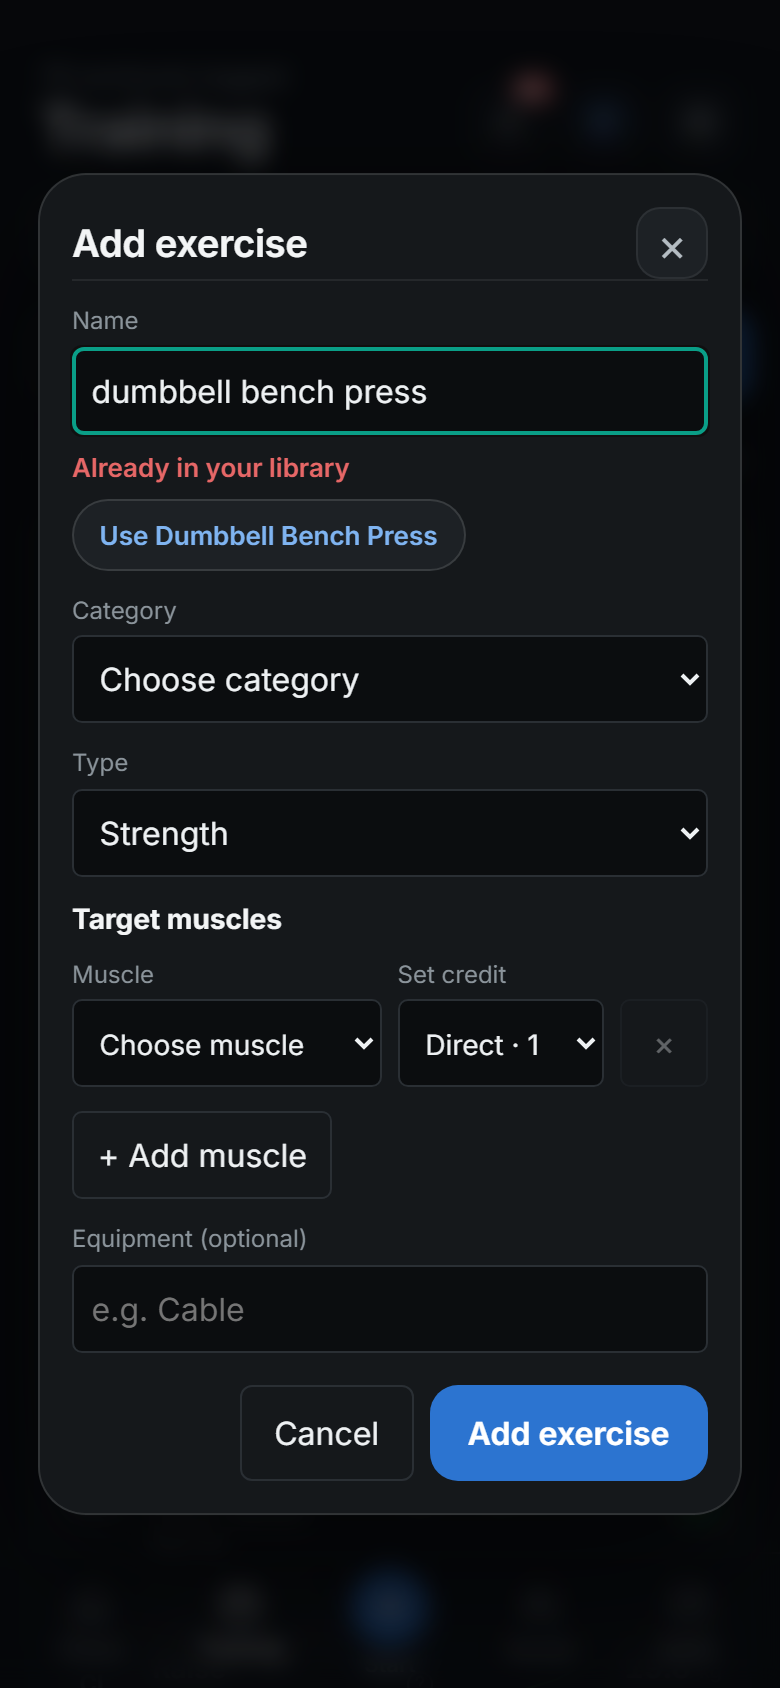 Training
Add exercise
×
Name
dumbbell bench press
Already in your library
Use Dumbbell Bench Press
Category
Choose category
Type
Strength
Target muscles
Muscle Set credit
Choose muscle Direct · 1 ×
+ Add muscle
Equipment (optional)
e.g. Cable
Cancel Add exercise